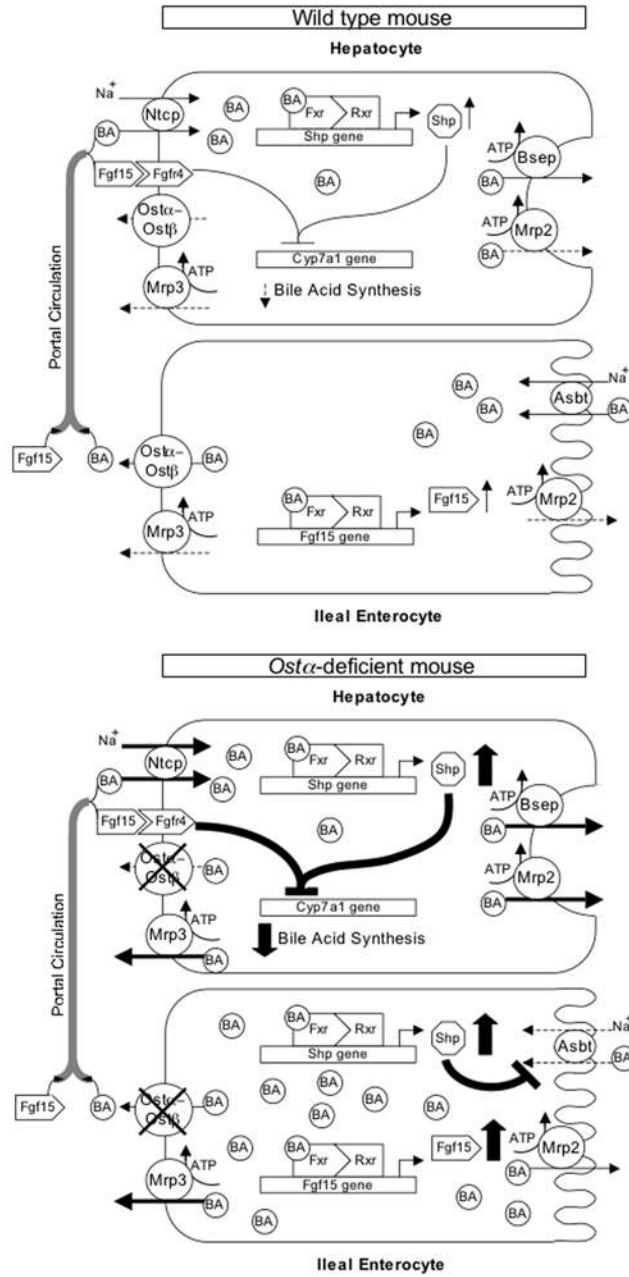 Wild type mouse
Hepatocyte
Na+
Ntcp
BA
BA
BA
BA
Fxr
Rxr
Shp gene
Shp
ATP
Bsep
BA
BA
Fgf15
Fgfr4
Ostα–
Ostβ
ATP
Mrp2
BA
Cyp7a1 gene
ATP
Mrp3
Bile Acid Synthesis
Portal Circulation
Na+
BA
Asbt
BA
BA
BA
Fgf15
BA
Ostα–
Ostβ
BA
BA
Fxr
Rxr
Fgf15 gene
Fgf15
ATP
Mrp2
ATP
Mrp3
Ileal Enterocyte
Ostα-deficient mouse
Hepatocyte
Na+
Ntcp
BA
BA
BA
BA
Fxr
Rxr
Shp gene
Shp
ATP
Bsep
BA
BA
Fgf15
Fgfr4
Ostα–
Ostβ
BA
ATP
Mrp2
BA
Cyp7a1 gene
ATP
Mrp3
BA
Bile Acid Synthesis
Portal Circulation
BA
BA
Fxr
Rxr
Shp gene
Shp
Na+
Asbt
BA
BA
BA
BA
BA
BA
BA
Fgf15
BA
Ostα–
Ostβ
BA
BA
BA
Fxr
Rxr
Fgf15 gene
Fgf15
ATP
Mrp2
BA
ATP
Mrp3
BA
BA
BA
BA
Ileal Enterocyte